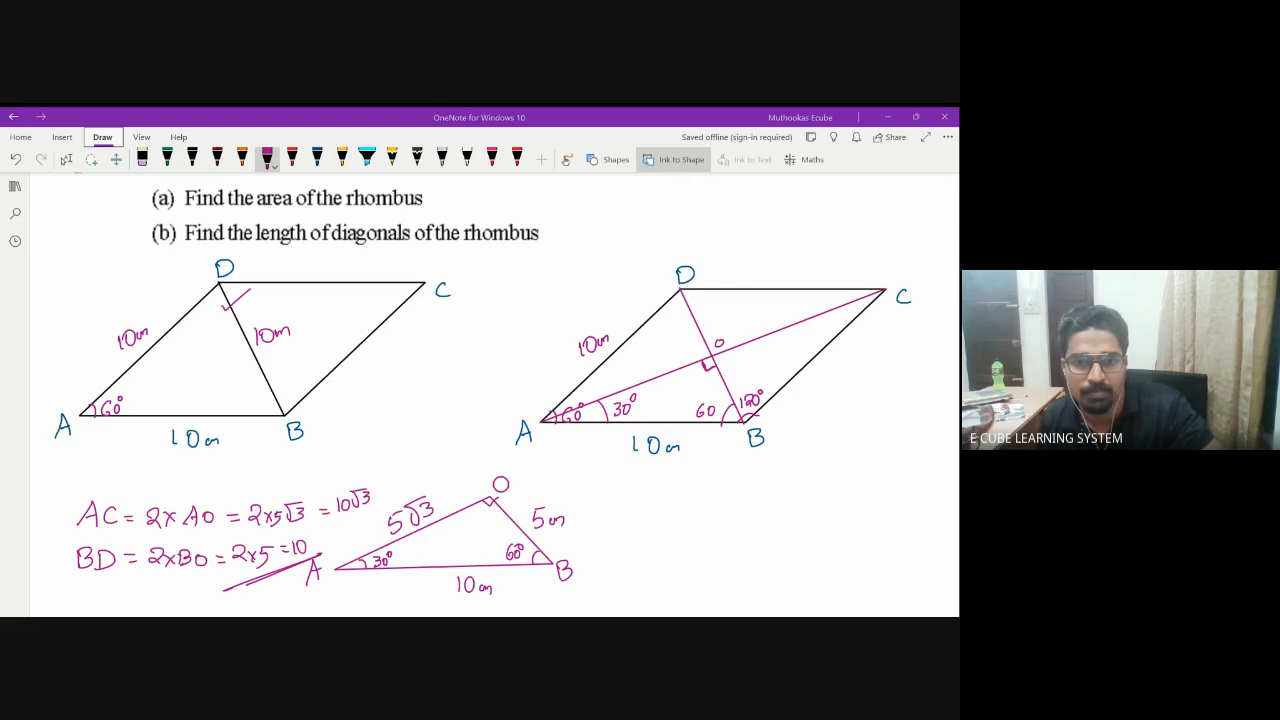 OneNote for Windows 10
Muthookas Ecube
Home Insert Draw View Help
Saved offline (sign-in required)
Share
Shapes
Ink to Shape
Ink to Text
Maths
(a) Find the area of the rhombus
(b) Find the length of diagonals of the rhombus
D
C
10cm
10cm
60°
A
B
10cm
D
C
10cm
O
60°
30°
60
120°
A
B
10cm
AC = 2×AO = 2×5√3 = 10√3
BD = 2×BO = 2×5 = 10
O
5√3
5cm
30°
60°
A
B
10cm
E CUBE LEARNING SYSTEM